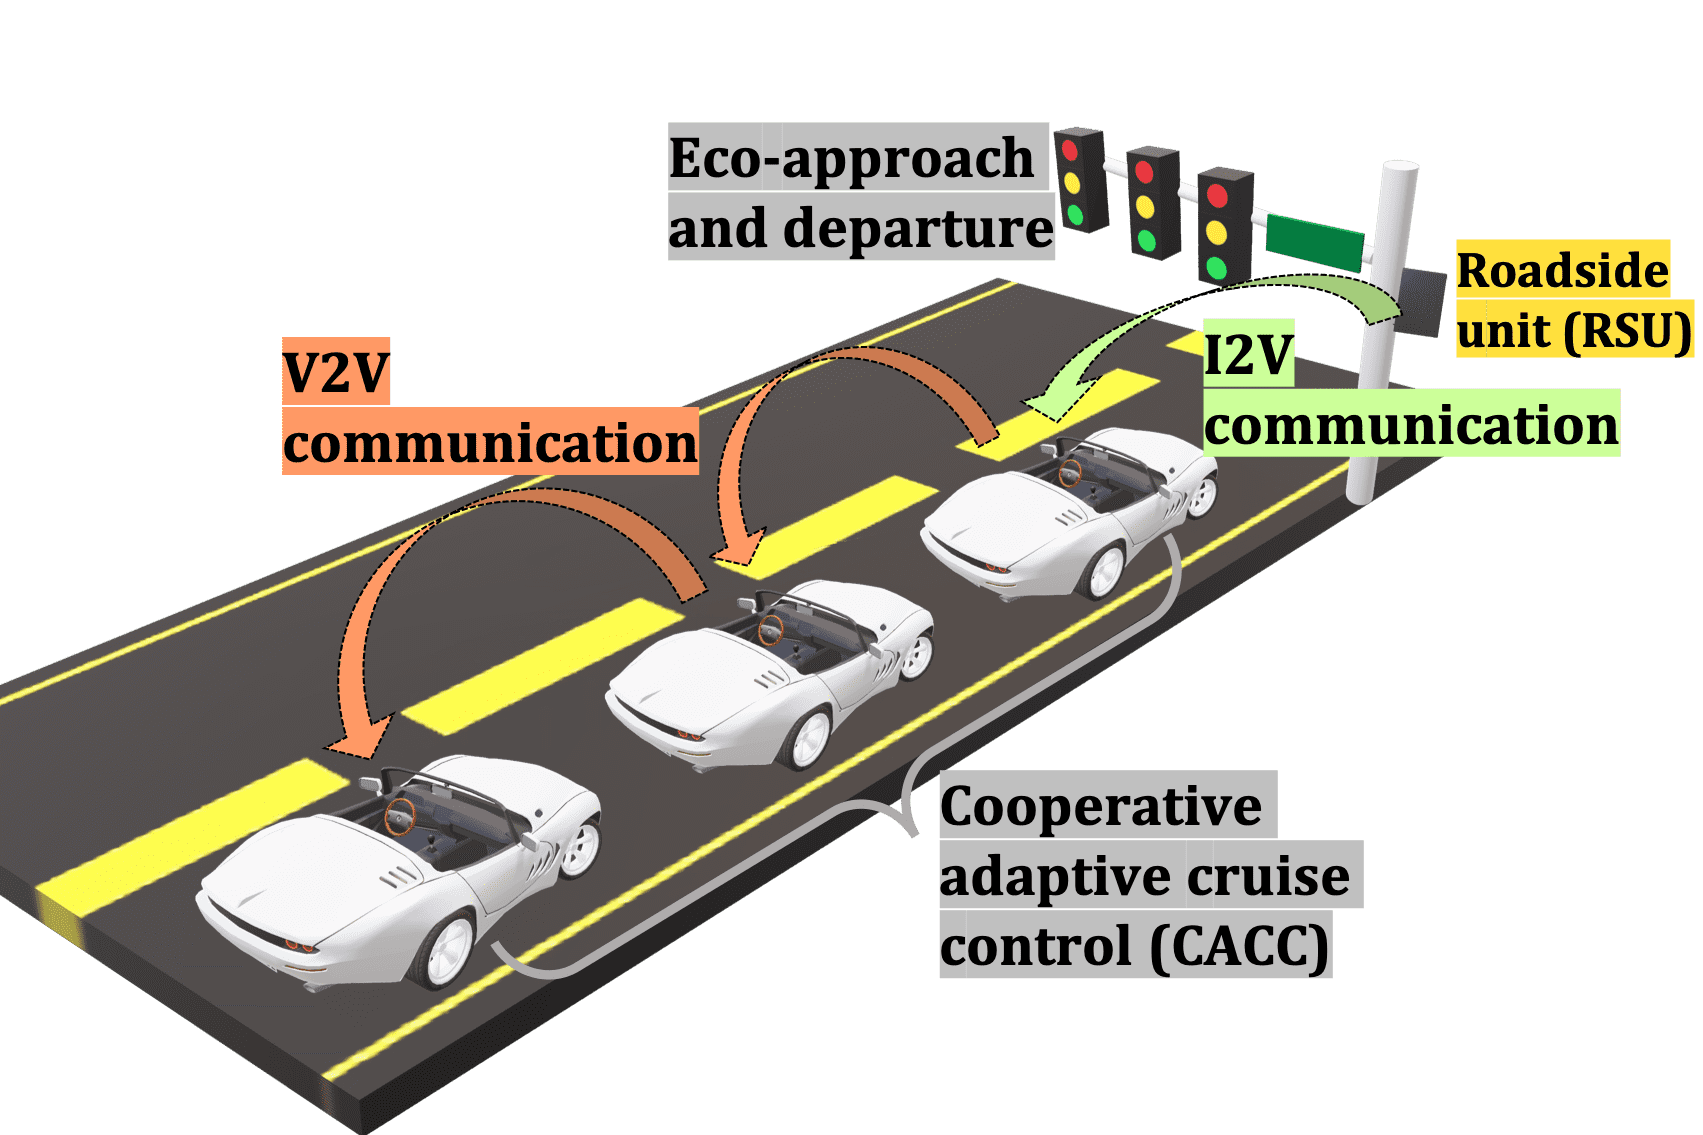 Eco-approach
and departure
Roadside
unit (RSU)
I2V
communication
V2V
communication
Cooperative
adaptive cruise
control (CACC)